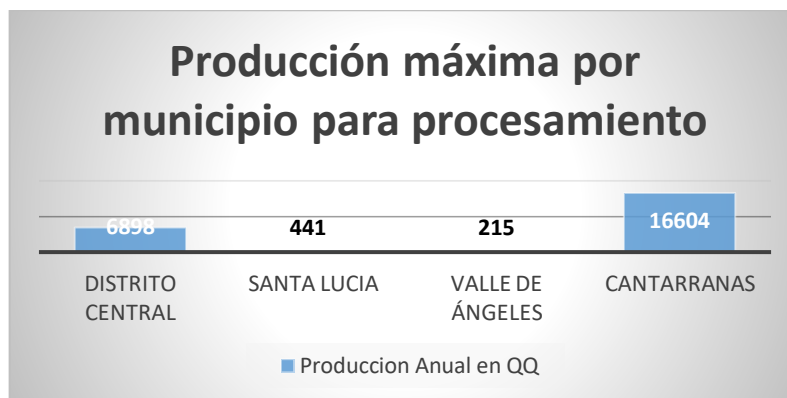 Producción máxima por
municipio para procesamiento
6898
441
215
16604
DISTRITO
CENTRAL
SANTA LUCIA
VALLE DE
ÁNGELES
CANTARRANAS
Produccion Anual en QQ